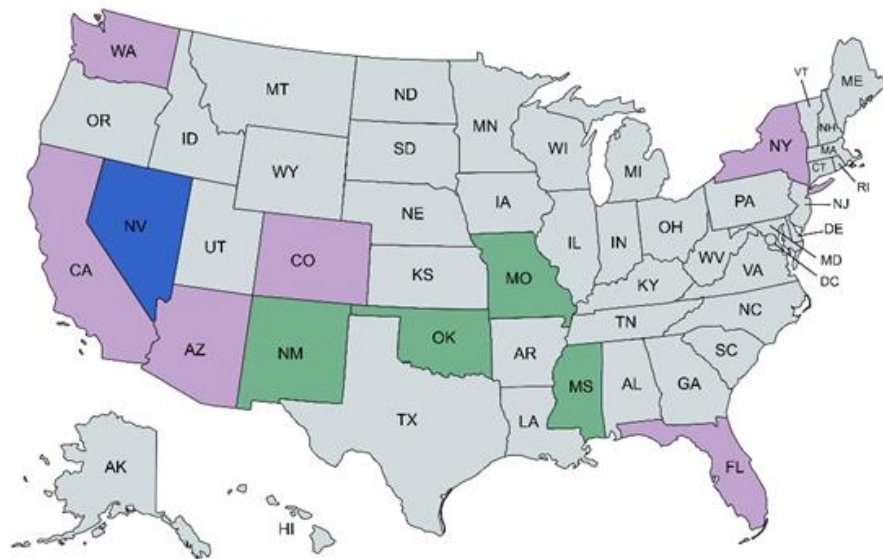 WA
MT
ND
MN
VT
ME
OR
ID
SD
WI
MI
NY
NH
MA
CT
RI
WY
IA
PA
NJ
NV
UT
NE
IL
IN
OH
DE
CA
CO
KS
MO
WV
VA
MD
DC
KY
AZ
NM
OK
AR
TN
NC
SC
TX
LA
MS
AL
GA
FL
AK
HI